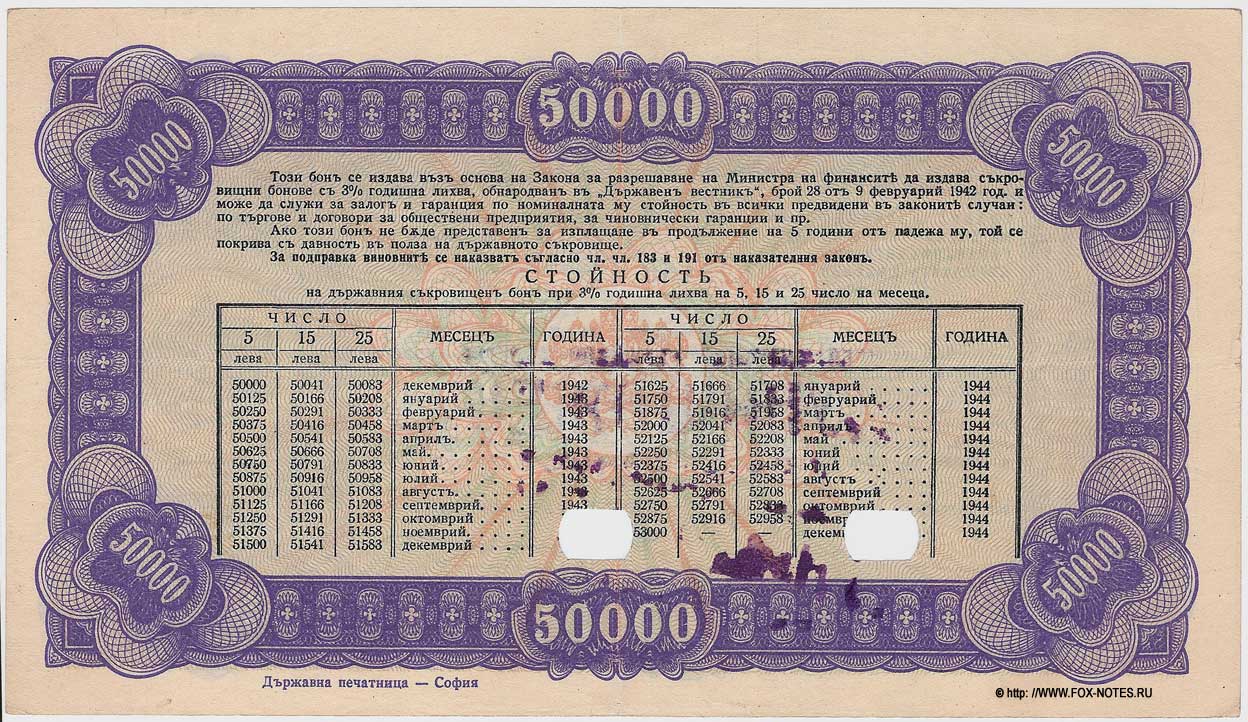 50000
50000
50000
Този бонъ се издава възъ основа на Закона за разрешаване на Министра на финанситѣ да издава съкро-
вищни бонове съ 3% годишна лихва, обнародванъ въ „Държавенъ вестникъ“, брой 28 отъ 9 февруарий 1942 год. и
може да служи за залогъ и гаранция по номиналната му стойность въ всички предвидени въ законитѣ случаи:
по търгове и договори за обществени предприятия, за чиновнически гаранции и пр.
Ако този бонъ не бѫде представенъ за изплащане въ продължение на 5 години отъ падежа му, той се
покрива съ давность въ полза на държавното съкровище.
За подправка виновнитѣ се наказватъ съгласно чл. чл. 183 и 191 отъ наказателния законъ.
СТОЙНОСТЬ
на държавния съкровищенъ бонъ при 3% годишна лихва на 5, 15 и 25 число на месеца.
ЧИСЛО МЕСЕЦЪ ГОДИНА ЧИСЛО МЕСЕЦЪ ГОДИНА
5 15 25 5 15 25
лева лева лева лева лева лева
50000 50041 50083 декемврий . . . . 1942 51625 51666 51708 януарий . . . . 1944
50125 50166 50208 януарий . . . . 1943 51750 51791 51833 февруарий . . . . 1944
50250 50291 50333 февруарий . . . . 1943 51875 51916 51958 мартъ . . . . 1944
50375 50416 50458 мартъ . . . . 1943 52000 52041 52083 априлъ . . . . 1944
50500 50541 50583 априлъ . . . . 1943 52125 52166 52208 май . . . . 1944
50625 50666 50708 май . . . . 1943 52250 52291 52333 юний . . . . 1944
50750 50791 50833 юний . . . . 1943 52375 52416 52458 юлий . . . . 1944
50875 50916 50958 юлий . . . . 1943 52500 52541 52583 августъ . . . . 1944
51000 51041 51083 августъ . . . . 1943 52625 52666 52708 септемврий . . . . 1944
51125 51166 51208 септемврий . . . . 1943 52750 52791 52833 октомврий . . . . 1944
51250 51291 51333 октомврий . . . . 52875 52916 52958 ноемврий . . . . 1944
51375 51416 51458 ноемврий . . . . 53000 — — 1944
51500 51541 51583 декемврий . . . .
50000
50000
50000
Държавна печатница — София
© http: //WWW.FOX-NOTES.RU